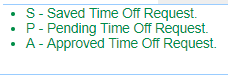 • S - Saved Time Off Request.
• P - Pending Time Off Request.
• A - Approved Time Off Request.